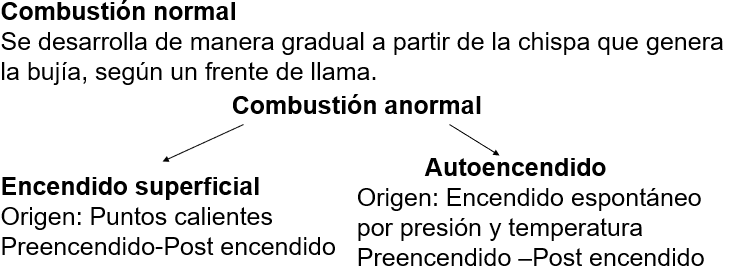 Combustión normal
Se desarrolla de manera gradual a partir de la chispa que genera
la bujía, según un frente de llama.
Combustión anormal
Encendido superficial
Origen: Puntos calientes
Preencendido-Post encendido
Autoencendido
Origen: Encendido espontáneo
por presión y temperatura
Preencendido –Post encendido